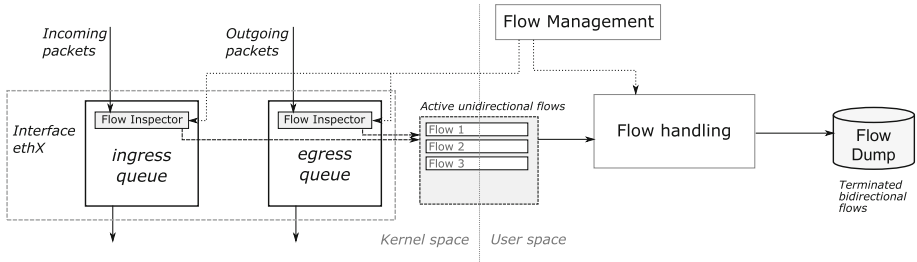 Flow Management
Incoming
packets
Outgoing
packets
Interface
ethX
Flow Inspector
ingress
queue
Flow Inspector
egress
queue
Active unidirectional flows
Flow 1
Flow 2
Flow 3
Flow handling
Flow
Dump
Terminated
bidirectional
flows
Kernel space
User space